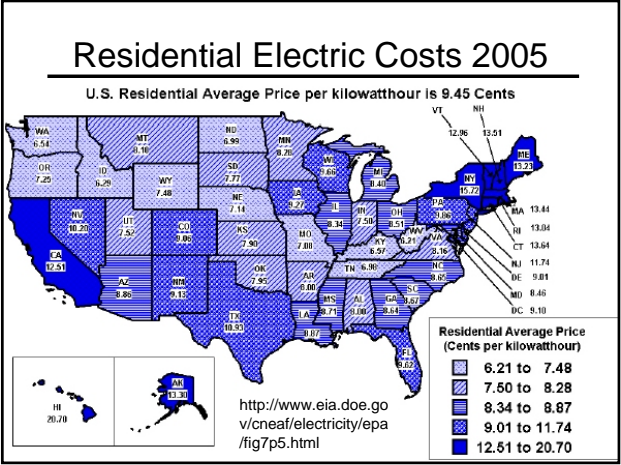 Residential Electric Costs 2005
U.S. Residential Average Price per kilowatthour is 9.45 Cents
VT
NH
12.96
13.51
WA
6.54
MT
8.10
ND
6.99
MN
8.28
ME
13.23
OR
7.25
ID
6.29
SD
7.77
WI
9.66
MI
8.40
NY
15.72
WY
7.48
NE
7.14
IA
9.27
PA
9.86
MA 13.44
RI 13.04
CT 13.64
NJ 11.74
DE 9.01
MD 8.46
DC 9.10
NV
10.20
UT
7.52
CO
9.06
KS
7.90
MO
7.08
IL
8.34
IN
7.50
OH
8.51
WV
6.21
VA
8.16
KY
6.57
CA
12.51
AZ
8.86
NM
9.13
OK
7.95
AR
8.00
TN 6.98
NC
8.65
SC
8.67
MS
8.71
AL
8.00
GA
8.64
TX
10.93
LA
8.87
FL
9.62
HI
20.70
AK
13.30
http://www.eia.doe.go
v/cneaf/electricity/epa
/fig7p5.html
Residential Average Price
(Cents per kilowatthour)
6.21 to 7.48
7.50 to 8.28
8.34 to 8.87
9.01 to 11.74
12.51 to 20.70